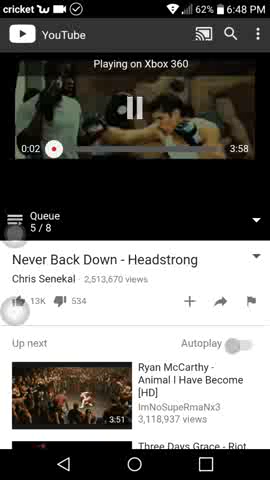 cricket 62% 6:48 PM
YouTube
Playing on Xbox 360
0:02 3:58
Queue
5 / 8
Never Back Down - Headstrong
Chris Senekal · 2,513,670 views
13K 534
Up next Autoplay
Ryan McCarthy -
Animal I Have Become
[HD]
ImNoSupeRmaNx3
3,118,937 views
3:51
Three Days Grace - Riot